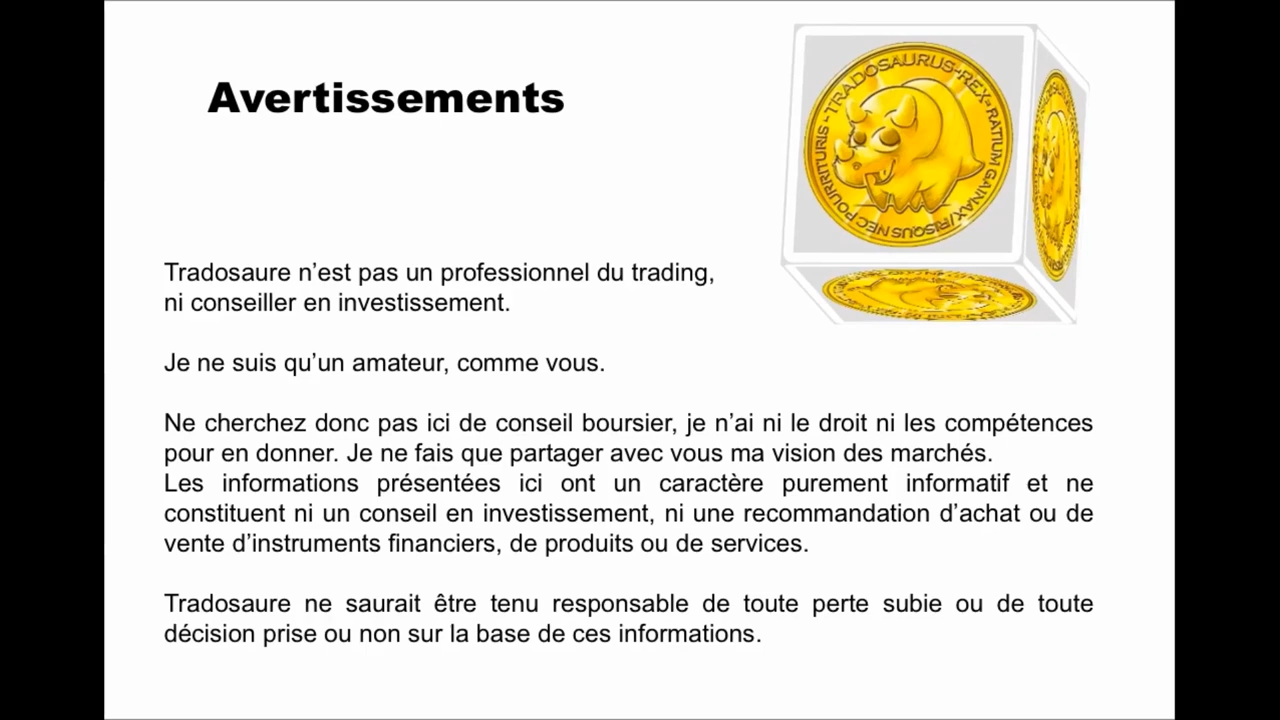 Avertissements
TRADOSAURUS-REX-RATIUM GAINAX/RISQUS NEC POURRITURIS -
Tradosaure n’est pas un professionnel du trading,
ni conseiller en investissement.
Je ne suis qu’un amateur, comme vous.
Ne cherchez donc pas ici de conseil boursier, je n’ai ni le droit ni les compétences
pour en donner. Je ne fais que partager avec vous ma vision des marchés.
Les informations présentées ici ont un caractère purement informatif et ne
constituent ni un conseil en investissement, ni une recommandation d’achat ou de
vente d’instruments financiers, de produits ou de services.
Tradosaure ne saurait être tenu responsable de toute perte subie ou de toute
décision prise ou non sur la base de ces informations.